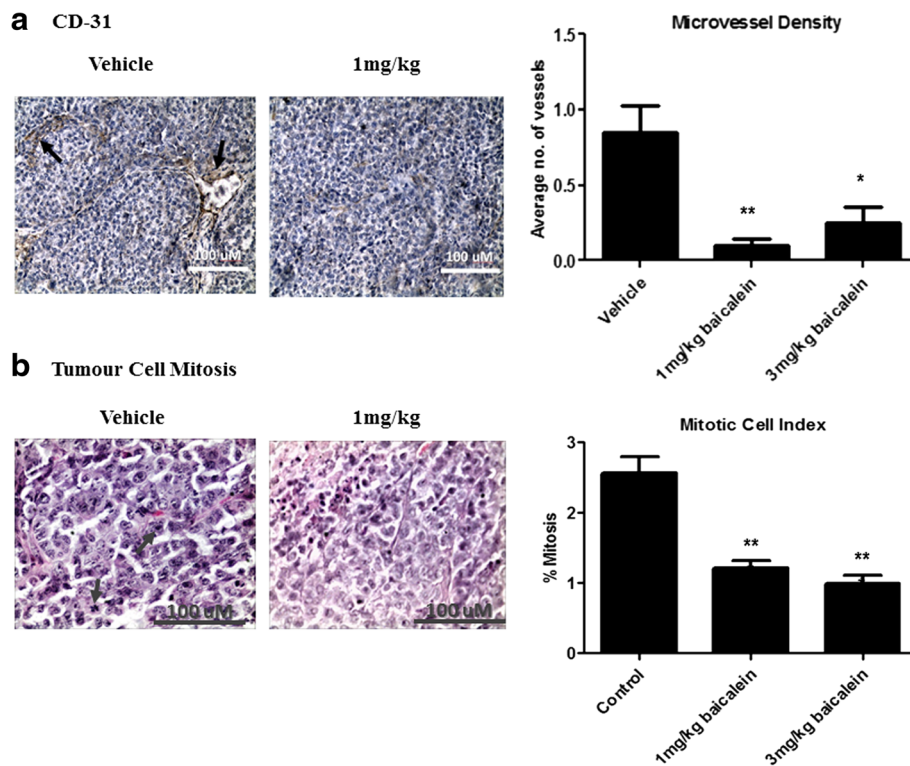 a CD-31
Vehicle
1mg/kg
100 uM
100 uM
Microvessel Density
Average no. of vessels
1.5
1.0
0.5
0.0
**
*
Vehicle
1mg/kg baicalein
3mg/kg baicalein
b Tumour Cell Mitosis
Vehicle
1mg/kg
100 uM
100 uM
Mitotic Cell Index
% Mitosis
3
2
1
0
**
**
Control
1mg/kg baicalein
3mg/kg baicalein